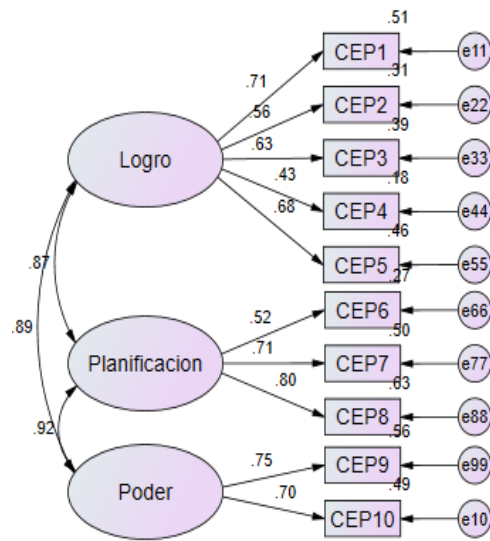 .51
.71
CEP1
e11
.31
.56
CEP2
e22
.39
.63
Logro
CEP3
e33
.18
.43
CEP4
e44
.46
.68
CEP5
e55
.27
.87
.89
.52
CEP6
e66
.50
.71
Planificacion
CEP7
e77
.63
.80
CEP8
e88
.56
.92
.75
CEP9
e99
.49
Poder
.70
CEP10
e10